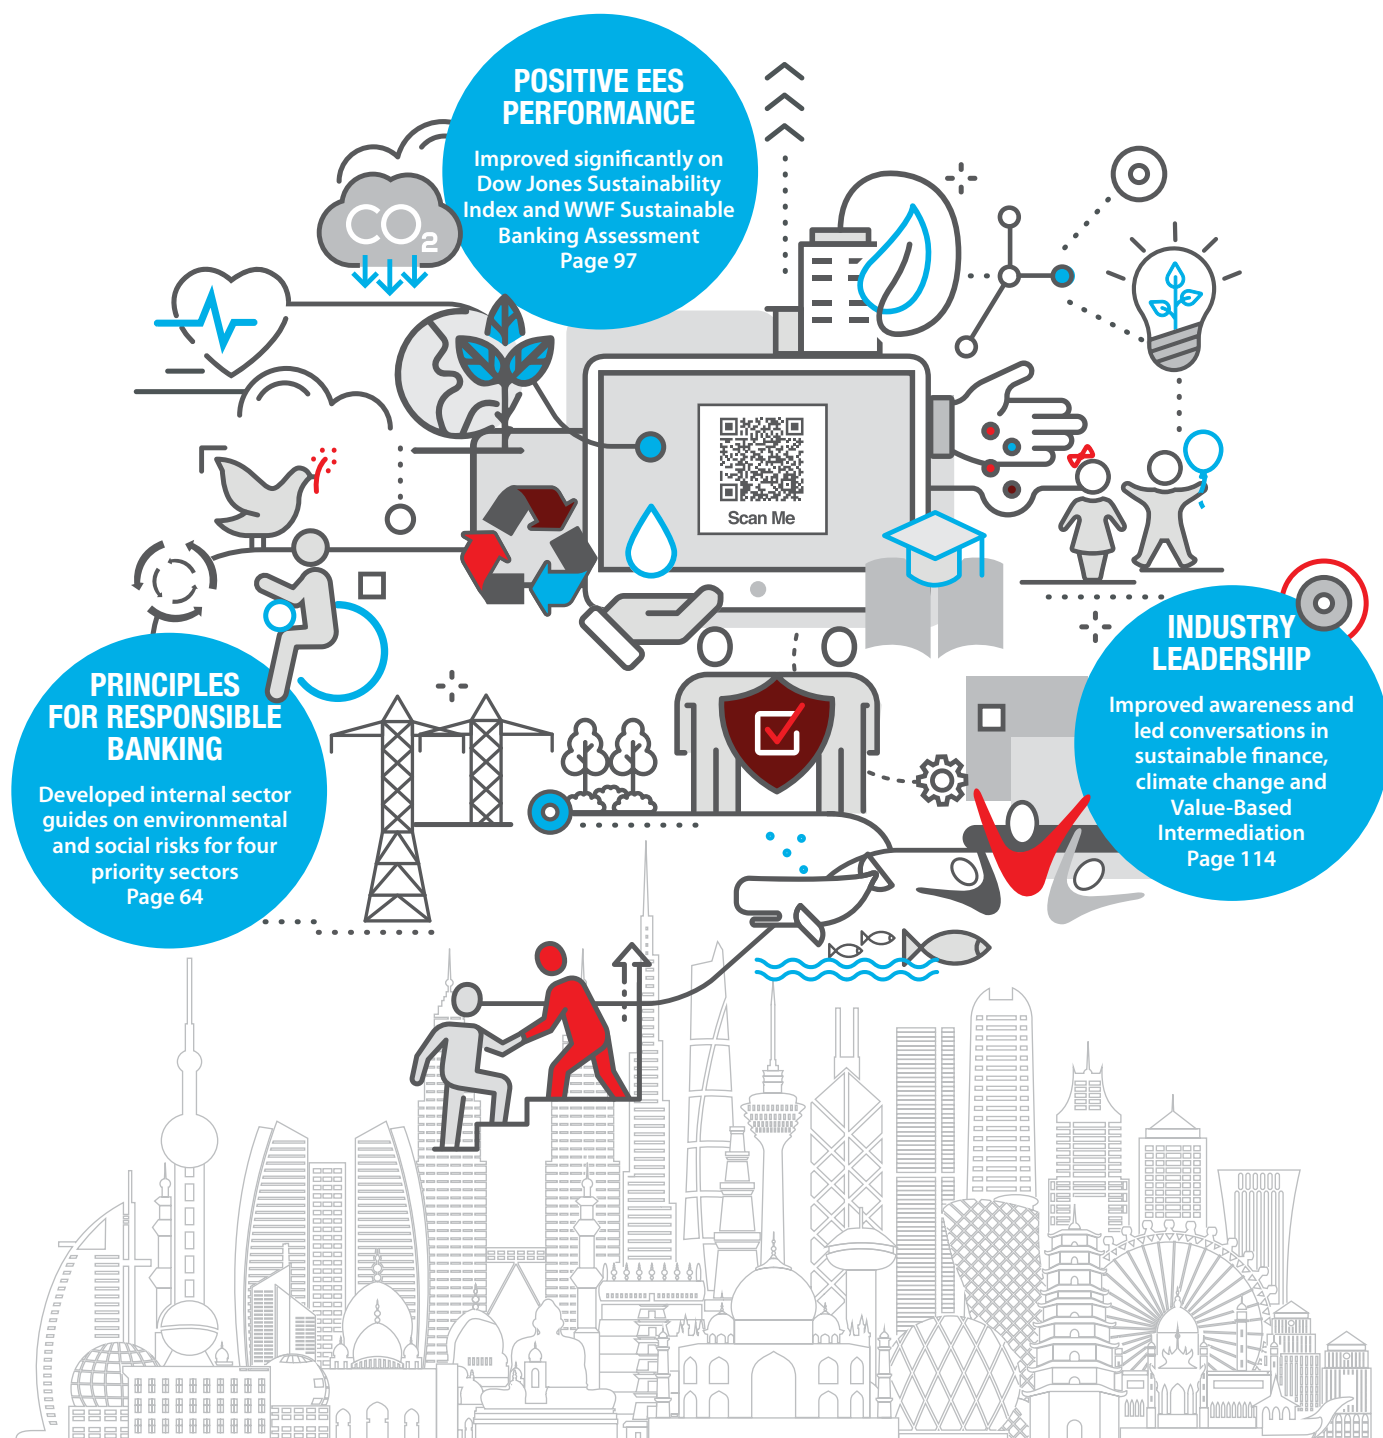 POSITIVE EES
PERFORMANCE
Improved significantly on
Dow Jones Sustainability
Index and WWF Sustainable
Banking Assessment
Page 97
CO2
Scan Me
INDUSTRY
LEADERSHIP
Improved awareness and
led conversations in
sustainable finance,
climate change and
Value-Based
Intermediation
Page 114
PRINCIPLES
FOR RESPONSIBLE
BANKING
Developed internal sector
guides on environmental
and social risks for four
priority sectors
Page 64